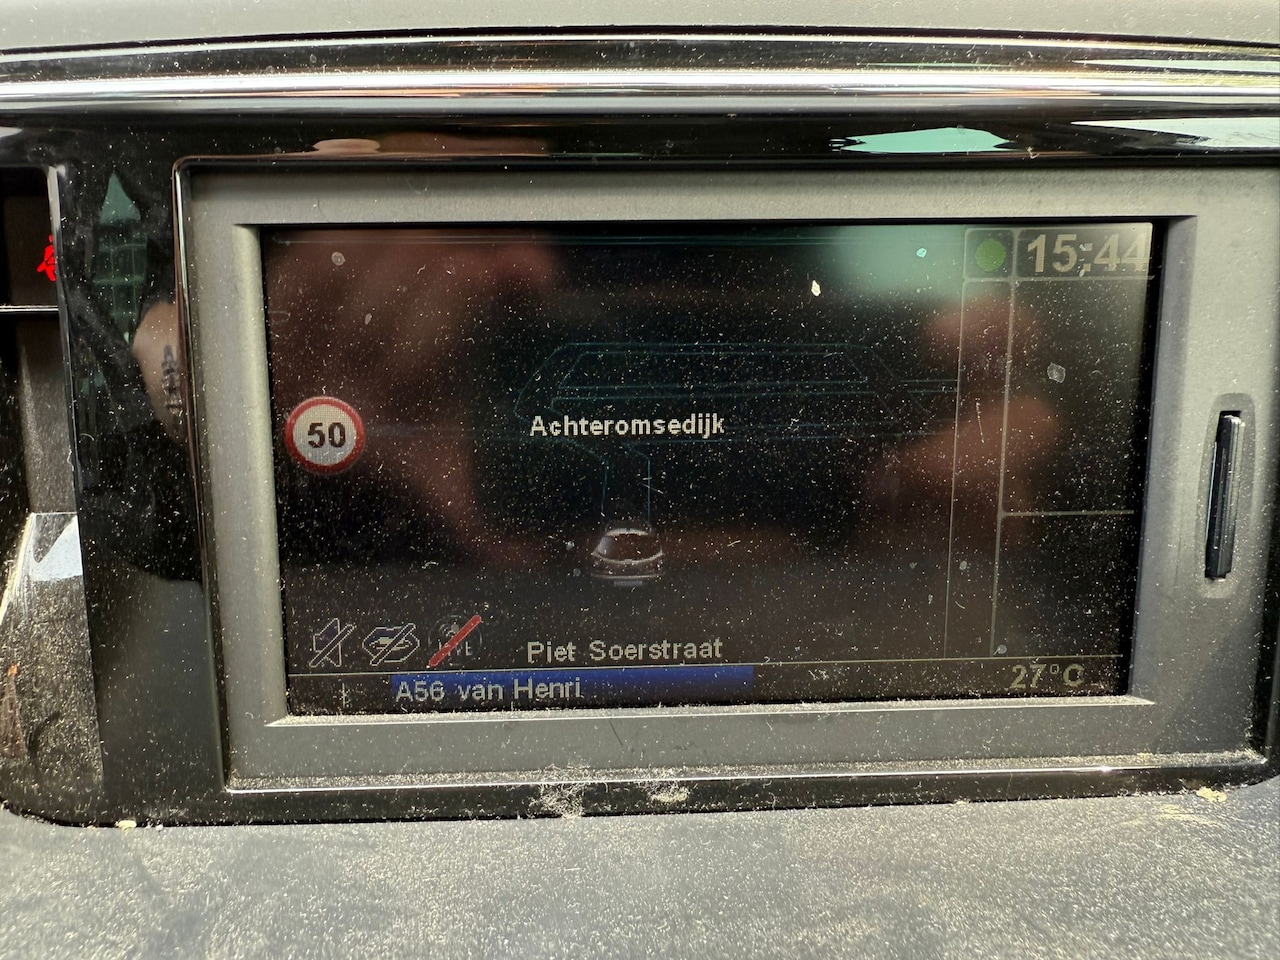 15:44
50
Achteromsedijk
Piet Soerstraat
A56 van Henri
27°C